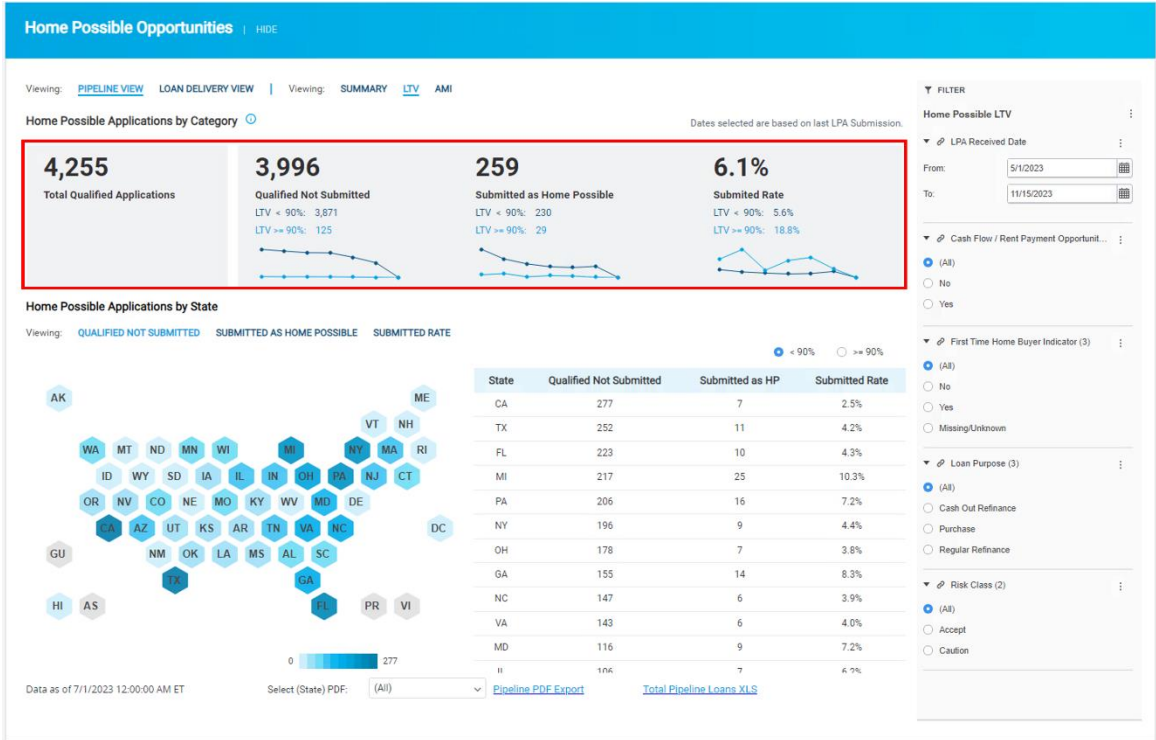 Home Possible Opportunities | HIDE
Viewing: PIPELINE VIEW LOAN DELIVERY VIEW | Viewing: SUMMARY LTV AMI
Home Possible Applications by Category
Dates selected are based on last LPA Submission.
4,255 3,996 259 6.1%
Total Qualified Applications Qualified Not Submitted Submitted as Home Possible Submited Rate
LTV < 90%: 3,871 LTV < 90%: 230 LTV < 90%: 5.6%
LTV >= 90%: 125 LTV >= 90%: 29 LTV >= 90%: 18.8%
Home Possible Applications by State
Viewing: QUALIFIED NOT SUBMITTED SUBMITTED AS HOME POSSIBLE SUBMITTED RATE
< 90% >= 90%
AK ME
VT NH
WA MT ND MN WI MI NY MA RI
ID WY SD IA IL IN OH PA NJ CT
OR NV CO NE MO KY WV MD DE
CA AZ UT KS AR TN VA NC DC
GU NM OK LA MS AL SC
TX GA
HI AS FL PR VI
0 277
State Qualified Not Submitted Submitted as HP Submitted Rate
CA 277 7 2.5%
TX 252 11 4.2%
FL 223 10 4.3%
MI 217 25 10.3%
PA 206 16 7.2%
NY 196 9 4.4%
OH 178 7 3.8%
GA 155 14 8.3%
NC 147 6 3.9%
VA 143 6 4.0%
MD 116 9 7.2%
IL 106 7 6.2%
Data as of 7/1/2023 12:00:00 AM ET Select (State) PDF: (All) Pipeline PDF Export Total Pipeline Loans XLS
FILTER
Home Possible LTV
LPA Received Date
From: 5/1/2023
To: 11/15/2023
Cash Flow / Rent Payment Opportunit...
(All)
No
Yes
First Time Home Buyer Indicator (3)
(All)
No
Yes
Missing/Unknown
Loan Purpose (3)
(All)
Cash Out Refinance
Purchase
Regular Refinance
Risk Class (2)
(All)
Accept
Caution